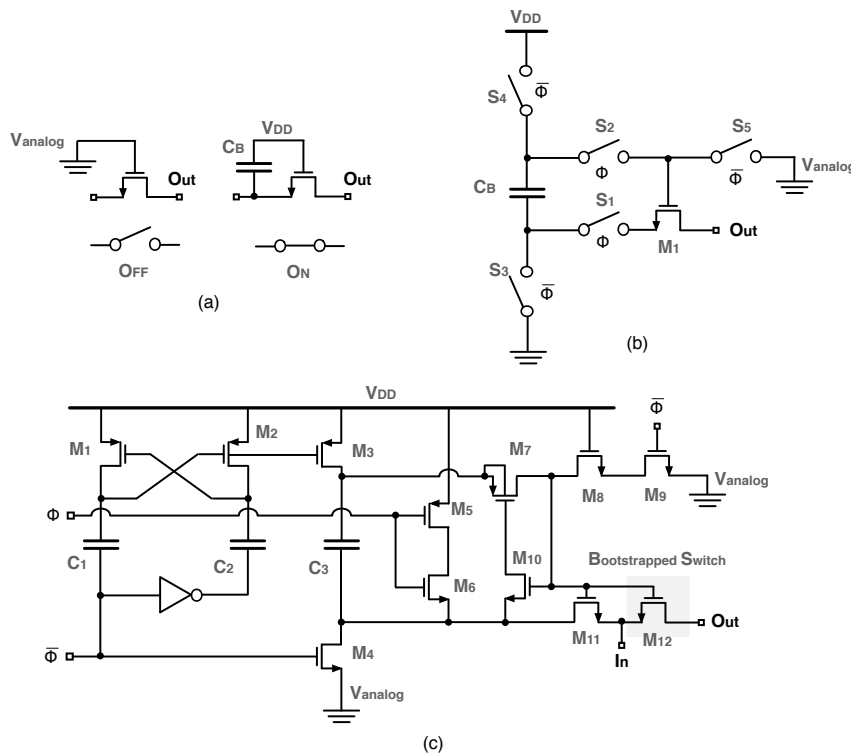 VDD
S4
Φ̅
Vanalog
VDD
CB
Out
Out
S2
S5
Φ
Φ̅
Vanalog
CB
S1
Φ
M1
Out
OFF
ON
S3
Φ̅
(a)
(b)
VDD
Φ̅
M1
M2
M3
M7
M8
M9
Vanalog
Φ
M5
C1
C2
C3
M6
M10
Bootstrapped Switch
Out
M11
M12
In
Φ̅
M4
Vanalog
(c)